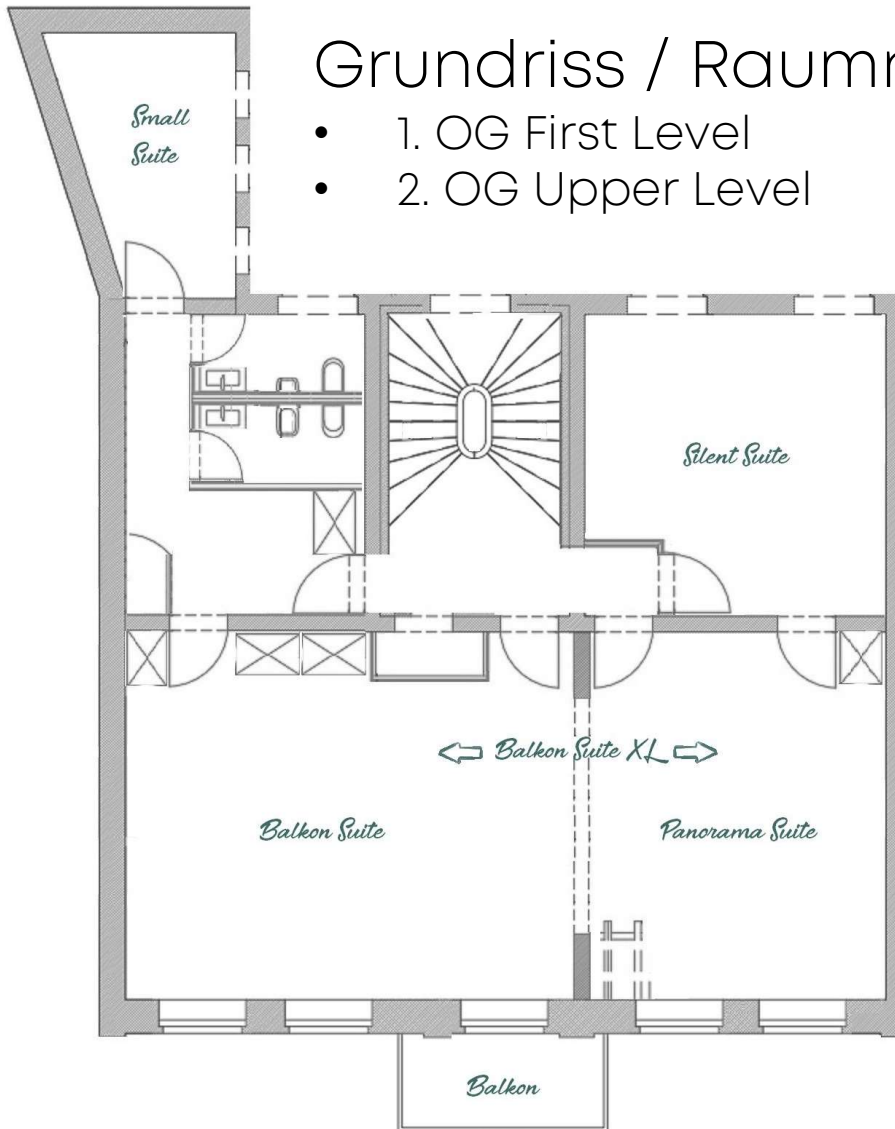 Grundriss / Raum
• 1. OG First Level
• 2. OG Upper Level
Small
Suite
Silent Suite
Balkon Suite XL
Balkon Suite
Panorama Suite
Balkon